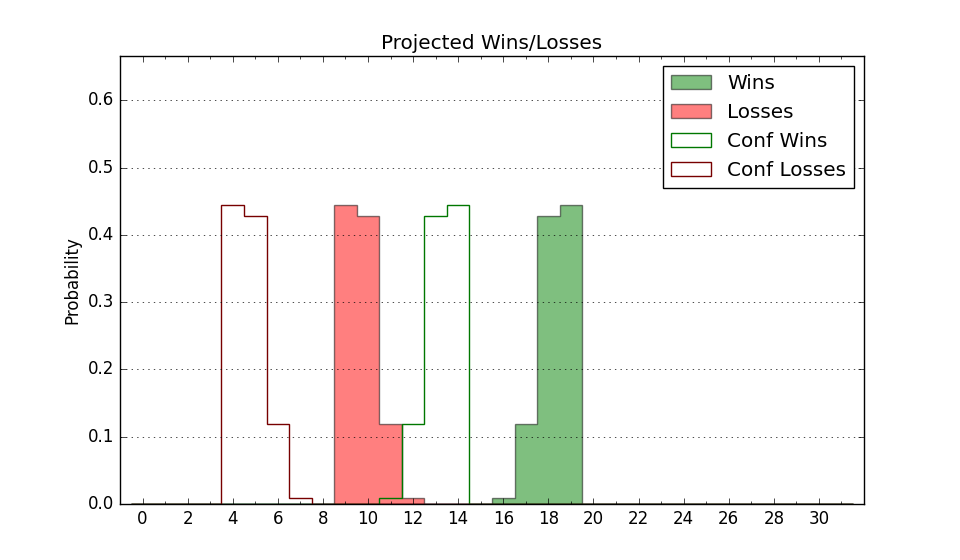 Projected Wins/Losses
Wins
Losses
Conf Wins
Conf Losses
Probability
0.6
0.5
0.4
0.3
0.2
0.1
0.0
0 2 4 6 8 10 12 14 16 18 20 22 24 26 28 30